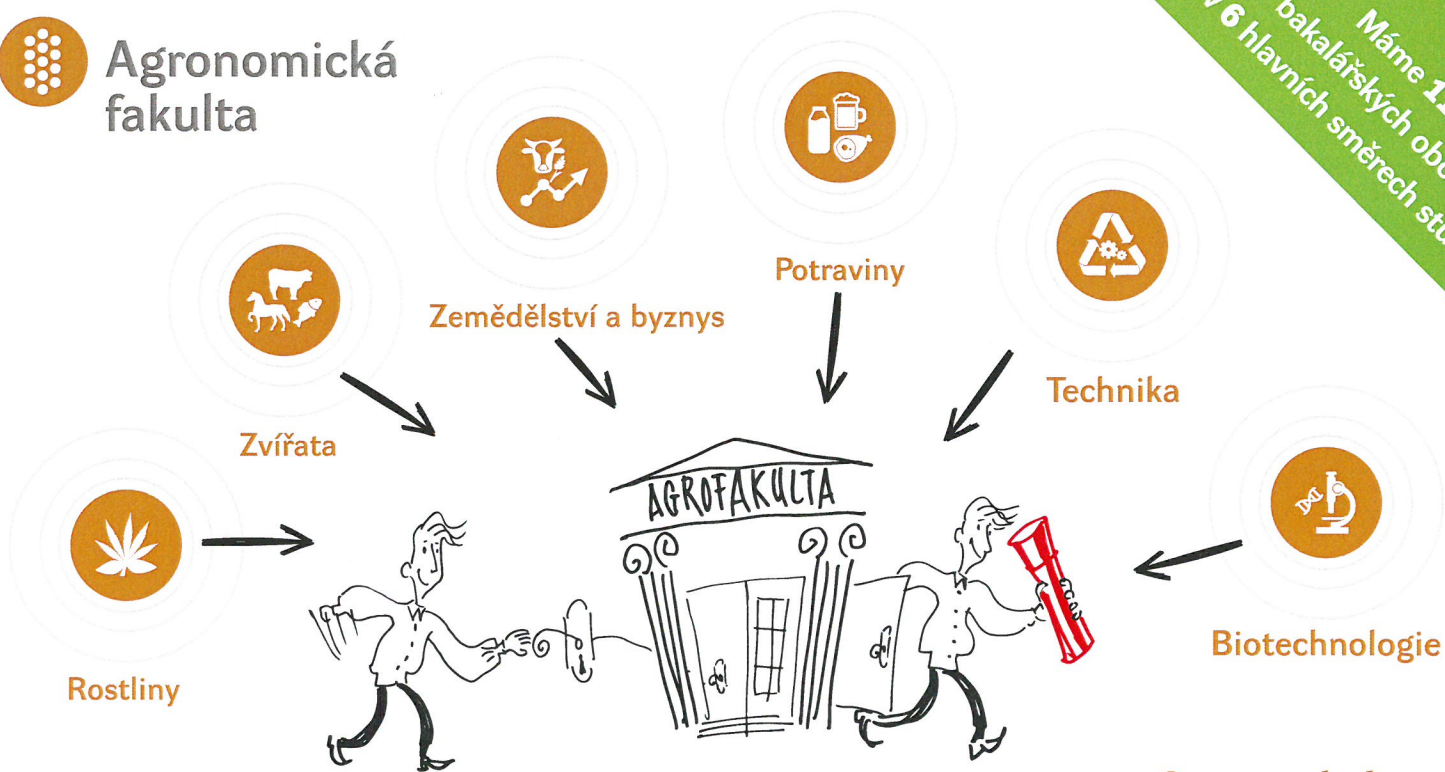 Agronomická
fakulta
Máme
bakalářských
v 6 hlavních směrech
Potraviny
Zemědělství a byznys
Technika
Zvířata
AGROFAKULTA
Biotechnologie
Rostliny